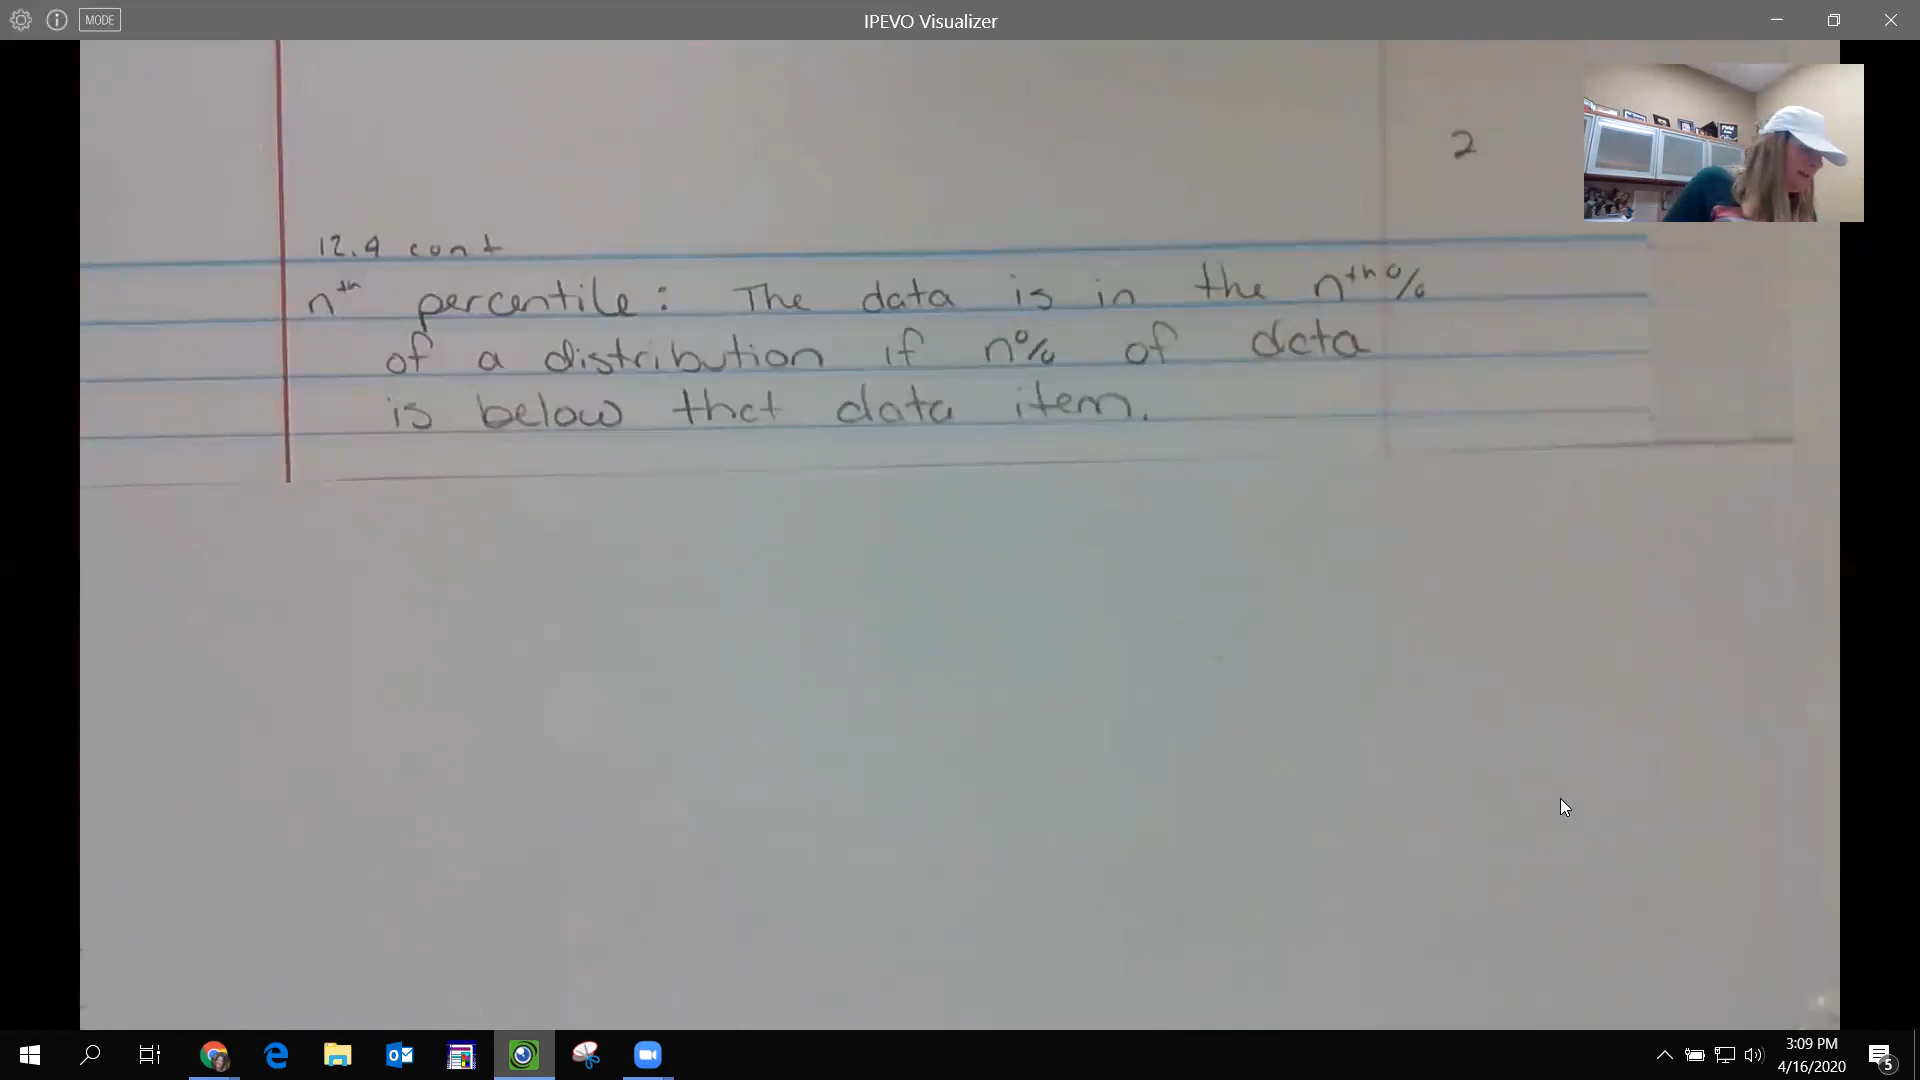 MODE
IPEVO Visualizer
2
12.4 cont
nth percentile: The data is in the nth%
of a distribution if n% of data
is below that data item.
3:09 PM
4/16/2020
5